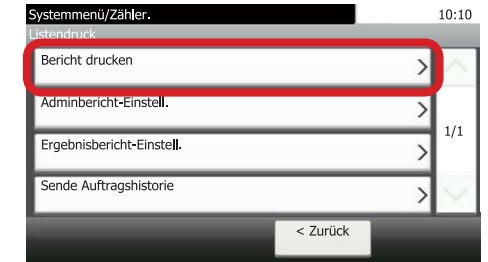 Systemmenü/Zähler.
10:10
Listendruck
Bericht drucken
Adminbericht-Einstell.
1/1
Ergebnisbericht-Einstell.
Sende Auftragshistorie
< Zurück